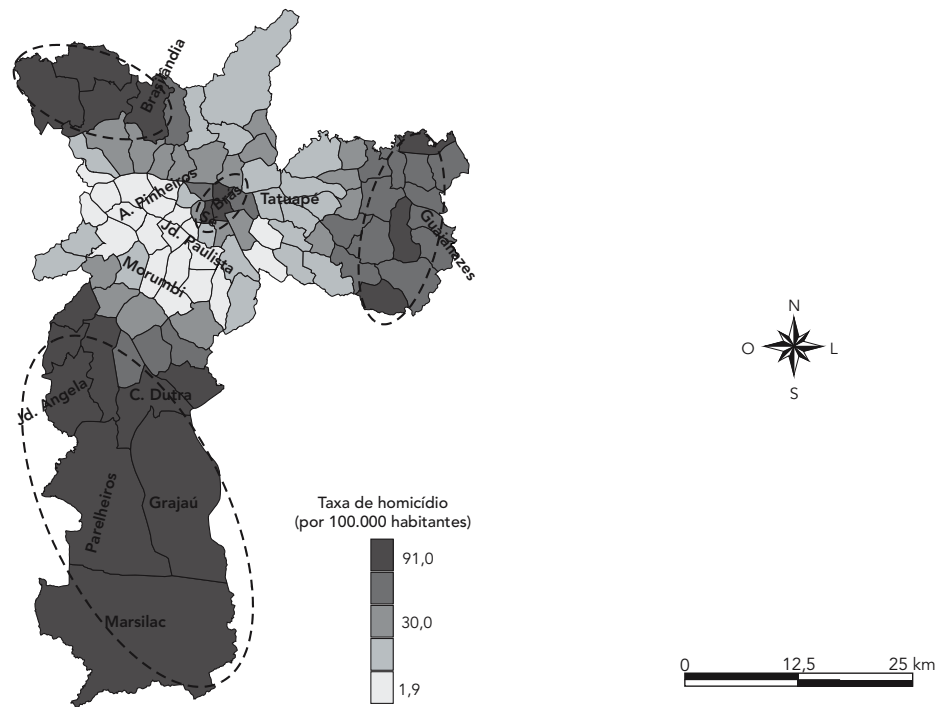 Brasilândia
A. Pinheiros
Brás
Tatuapé
Jd. Paulista
Guaianazes
Morumbi
N
O
L
S
Jd. Angela
C. Dutra
Parelheiros
Grajaú
Marsilac
Taxa de homicídio
(por 100.000 habitantes)
91,0
30,0
1,9
0
12,5
25 km